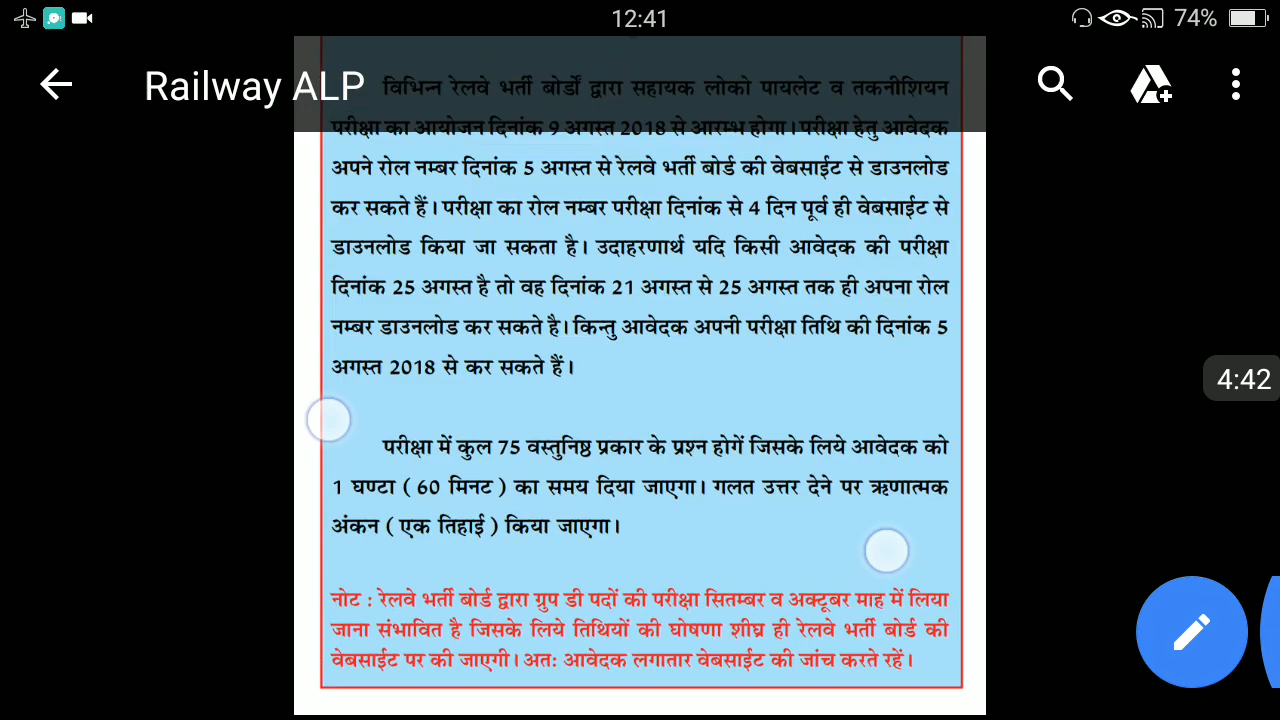 12:41
74%
Railway ALP
विभिन्न रेलवे भर्ती बोर्डों द्वारा सहायक लोको पायलेट व तकनीशियन
परीक्षा का आयोजन दिनांक 9 अगस्त 2018 से आरम्भ होगा। परीक्षा हेतु आवेदक
अपने रोल नम्बर दिनांक 5 अगस्त से रेलवे भर्ती बोर्ड की वेबसाईट से डाउनलोड
कर सकते हैं। परीक्षा का रोल नम्बर परीक्षा दिनांक से 4 दिन पूर्व ही वेबसाईट से
डाउनलोड किया जा सकता है। उदाहरणार्थ यदि किसी आवेदक की परीक्षा
दिनांक 25 अगस्त है तो वह दिनांक 21 अगस्त से 25 अगस्त तक ही अपना रोल
नम्बर डाउनलोड कर सकते है। किन्तु आवेदक अपनी परीक्षा तिथि की दिनांक 5
अगस्त 2018 से कर सकते हैं।
4:42
परीक्षा में कुल 75 वस्तुनिष्ठ प्रकार के प्रश्न होगें जिसके लिये आवेदक को
1 घण्टा ( 60 मिनट ) का समय दिया जाएगा। गलत उत्तर देने पर ऋणात्मक
अंकन ( एक तिहाई ) किया जाएगा।
नोट : रेलवे भर्ती बोर्ड द्वारा ग्रुप डी पदों की परीक्षा सितम्बर व अक्टूबर माह में लिया
जाना संभावित है जिसके लिये तिथियों की घोषणा शीघ्र ही रेलवे भर्ती बोर्ड की
वेबसाईट पर की जाएगी। अतः आवेदक लगातार वेबसाईट की जांच करते रहें।